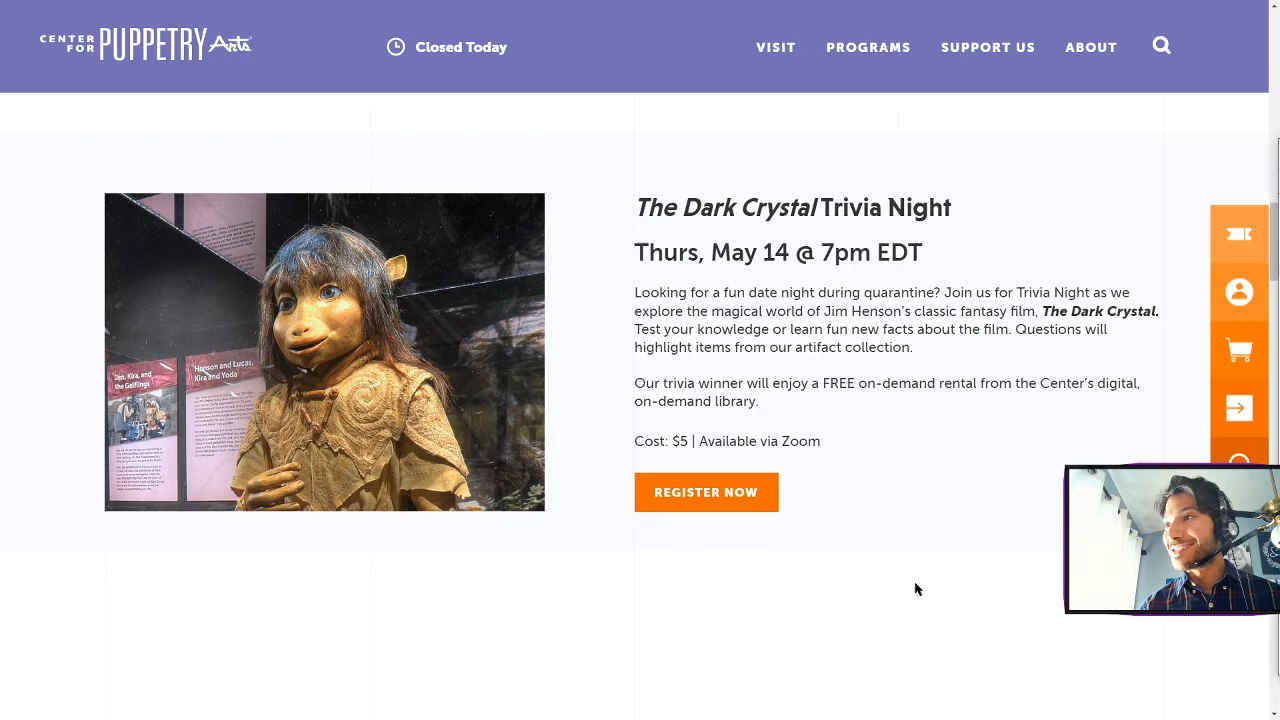 CENTER FOR PUPPETRY Arts
Closed Today
VISIT
PROGRAMS
SUPPORT US
ABOUT
The Dark Crystal Trivia Night
Thurs, May 14 @ 7pm EDT
Looking for a fun date night during quarantine? Join us for Trivia Night as we
explore the magical world of Jim Henson’s classic fantasy film, The Dark Crystal.
Test your knowledge or learn fun new facts about the film. Questions will
highlight items from our artifact collection.
Our trivia winner will enjoy a FREE on-demand rental from the Center’s digital,
on-demand library.
Cost: $5 | Available via Zoom
REGISTER NOW
Jen, Kira, and
the Gelflings
Henson and Lucas,
Kira and Yoda